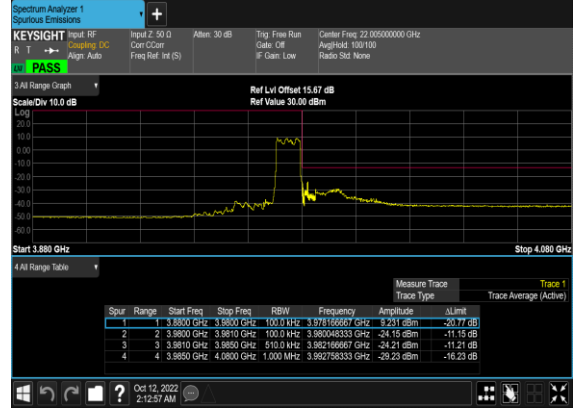 Spectrum Analyzer 1
Spurious Emissions
KEYSIGHT Input: RF Input Z: 50 Ω Atten: 30 dB Trig: Free Run Center Freq: 22.005000000 GHz
R T Coupling: DC Corr CCorr Gate: Off Avg|Hold: 100/100
Align: Auto Freq Ref: Int (S) IF Gain: Low Radio Std: None
PASS
3 All Range Graph
Ref Lvl Offset 15.67 dB
Scale/Div 10.0 dB Ref Value 30.00 dBm
Log
20.0
10.0
0.00
-10.0
-20.0
-30.0
-40.0
-50.0
-60.0
Start 3.880 GHz Stop 4.080 GHz
4 All Range Table
Measure Trace Trace 1
Trace Type Trace Average (Active)
Spur Range Start Freq Stop Freq RBW Frequency Amplitude ΔLimit
1 1 3.8800 GHz 3.9800 GHz 100.0 kHz 3.978166667 GHz 9.231 dBm -20.77 dB
2 2 3.9800 GHz 3.9810 GHz 100.0 kHz 3.980048333 GHz -24.15 dBm -11.15 dB
3 3 3.9810 GHz 3.9850 GHz 510.0 kHz 3.982166667 GHz -24.21 dBm -11.21 dB
4 4 3.9850 GHz 4.0800 GHz 1.000 MHz 3.992758333 GHz -29.23 dBm -16.23 dB
? Oct 12, 2022
2:12:57 AM